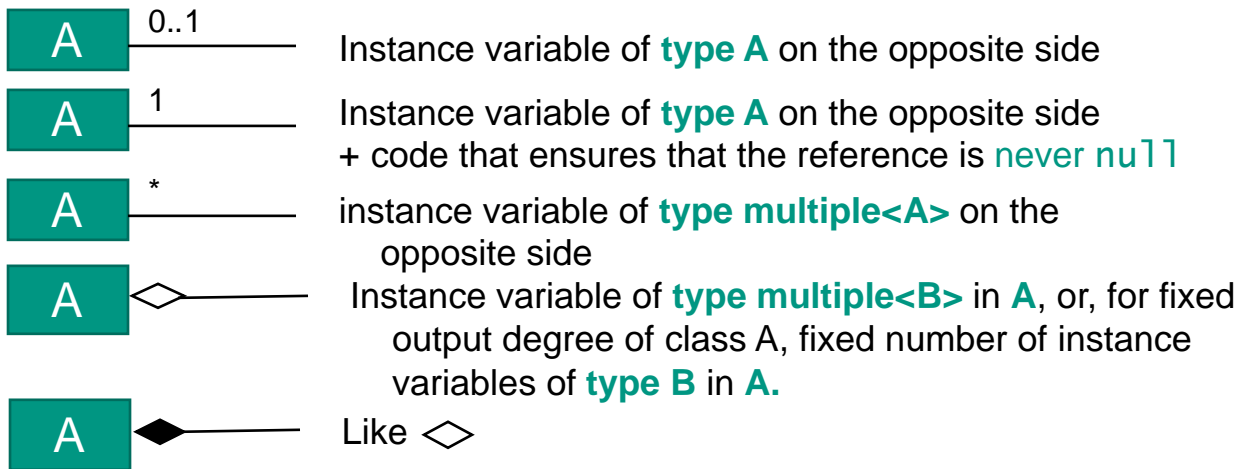 A 0..1 Instance variable of type A on the opposite side
A 1 Instance variable of type A on the opposite side
+ code that ensures that the reference is never null
A * instance variable of type multiple<A> on the
opposite side
A Instance variable of type multiple<B> in A, or, for fixed
output degree of class A, fixed number of instance
variables of type B in A.
A Like